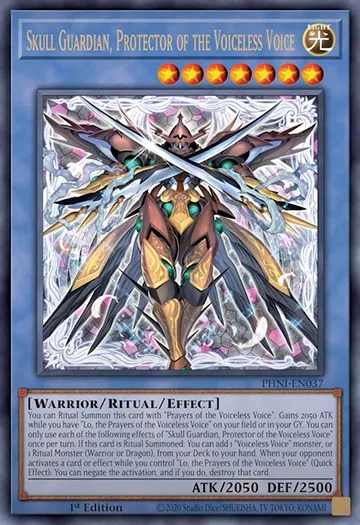 SKULL GUARDIAN, PROTECTOR OF THE VOICELESS VOICE
LIGHT
光
PHNI-EN037
[WARRIOR/RITUAL/EFFECT]
You can Ritual Summon this card with "Prayers of the Voiceless Voice". Gains 2050 ATK
while you have "Lo, the Prayers of the Voiceless Voice" on your field or in your GY. You can
only use each of the following effects of "Skull Guardian, Protector of the Voiceless Voice"
once per turn. If this card is Ritual Summoned: You can add 1 "Voiceless Voice" monster, or
1 Ritual Monster (Warrior or Dragon), from your Deck to your hand. When your opponent
activates a card or effect while you control "Lo, the Prayers of the Voiceless Voice" (Quick
Effect): You can negate the activation, and if you do, destroy that card.
ATK/2050 DEF/2500
1st Edition
©2020 Studio Dice/SHUEISHA, TV TOKYO, KONAMI